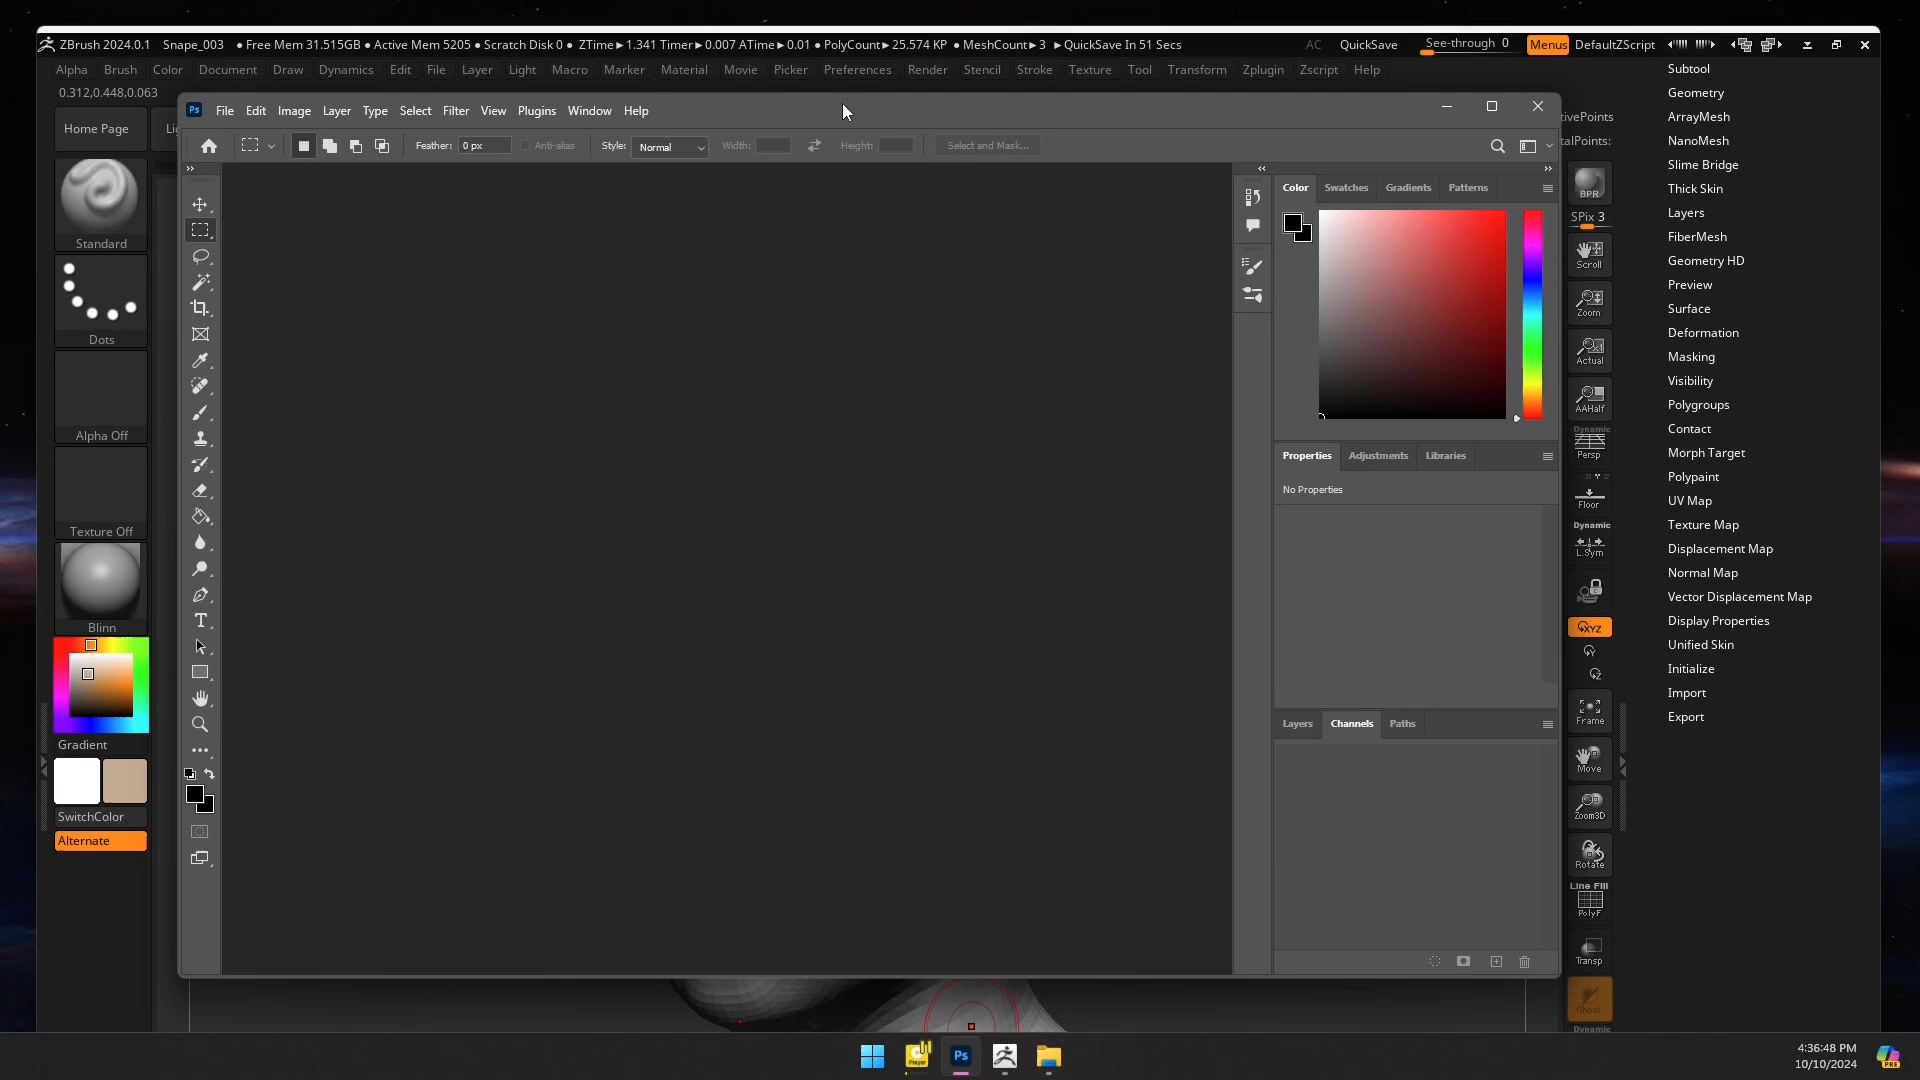 ZBrush 2024.0.1 Snape_003 ● Free Mem 31.515GB ● Active Mem 5205 ● Scratch Disk 0 ● ZTime►1.341 Timer►0.007 ATime►0.01 ● PolyCount►25.574 KP ● MeshCount►3 ►QuickSave In 51 Secs AC QuickSave See-through 0 Menus DefaultZScript
Alpha Brush Color Document Draw Dynamics Edit File Layer Light Macro Marker Material Movie Picker Preferences Render Stencil Stroke Texture Tool Transform Zplugin Zscript Help
0.312,0.448,0.063
Home Page Li
Standard
Dots
Alpha Off
Texture Off
Blinn
Gradient
SwitchColor
Alternate
Ps File Edit Image Layer Type Select Filter View Plugins Window Help
Feather: 0 px Anti-alias Style: Normal Width: Height: Select and Mask...
T
Color Swatches Gradients Patterns
Properties Adjustments Libraries
No Properties
Layers Channels Paths
tivePoints
talPoints:
BPR
SPix 3
Scroll
Zoom
x1
Actual
AAHalf
Dynamic
Persp
Floor
Dynamic
L.Sym
XYZ
Y
Z
Frame
Move
Zoom3D
Rotate
Line Fill
PolyF
Transp
Ghost
Dynamic
Subtool
Geometry
ArrayMesh
NanoMesh
Slime Bridge
Thick Skin
Layers
FiberMesh
Geometry HD
Preview
Surface
Deformation
Masking
Visibility
Polygroups
Contact
Morph Target
Polypaint
UV Map
Texture Map
Displacement Map
Normal Map
Vector Displacement Map
Display Properties
Unified Skin
Initialize
Import
Export
Player Ps
4:36:48 PM
10/10/2024
PRE